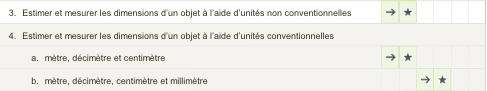 3. Estimer et mesurer les dimensions d’un objet à l’aide d’unités non conventionnelles → ★
4. Estimer et mesurer les dimensions d’un objet à l’aide d’unités conventionnelles
a. mètre, décimètre et centimètre → ★
b. mètre, décimètre, centimètre et millimètre → ★